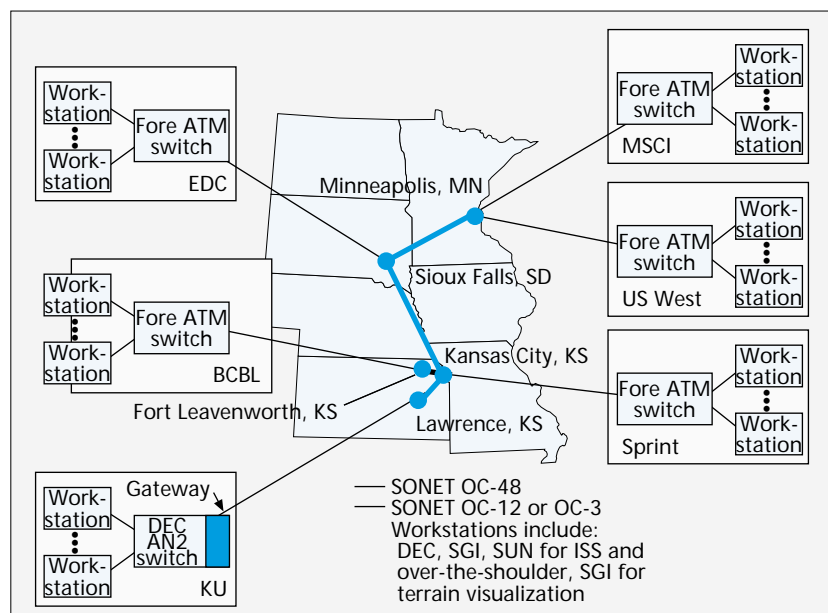 Work-
station
Work-
station
Fore ATM
switch
EDC
Work-
station
Work-
station
Fore ATM
switch
BCBL
Gateway
Work-
station
Work-
station
DEC
AN2
switch
KU
Minneapolis, MN
Sioux Falls, SD
Kansas City, KS
Fort Leavenworth, KS
Lawrence, KS
Fore ATM
switch
MSCI
Work-
station
Work-
station
Fore ATM
switch
US West
Work-
station
Work-
station
Fore ATM
switch
Sprint
Work-
station
Work-
station
SONET OC-48
SONET OC-12 or OC-3
Workstations include:
DEC, SGI, SUN for ISS and
over-the-shoulder, SGI for
terrain visualization